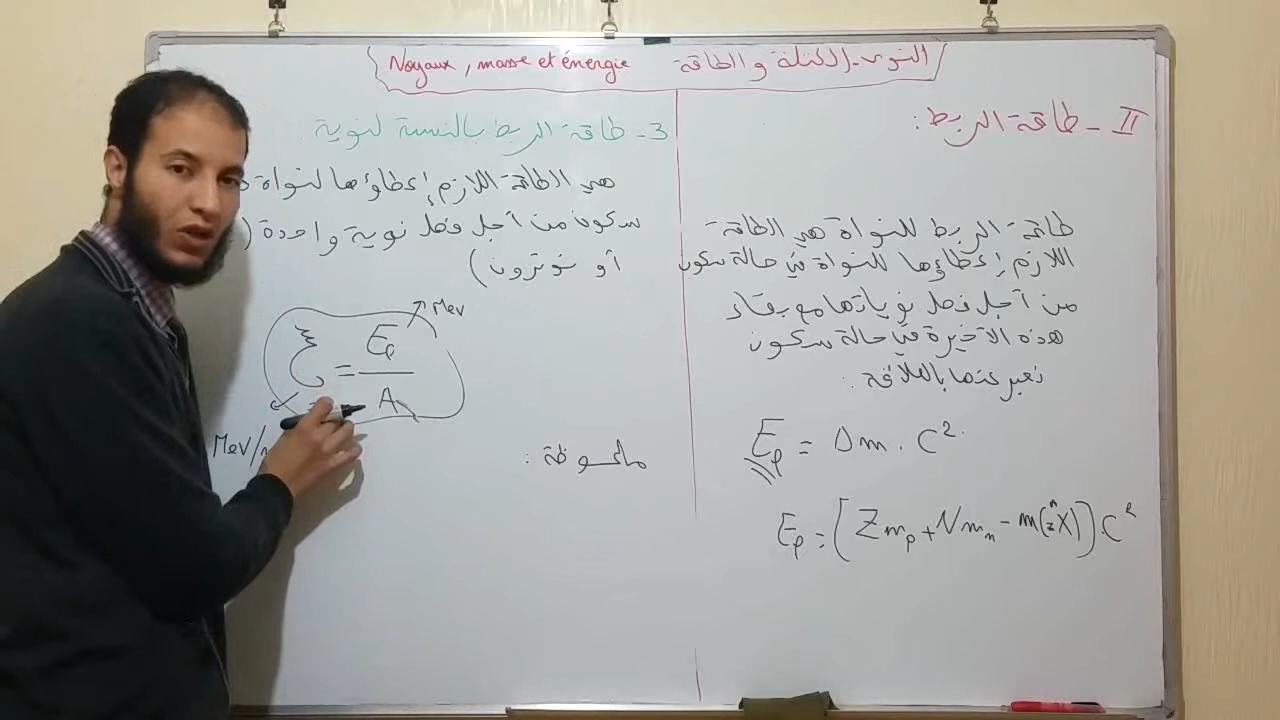 Noyaux, masse et énergie النوى - الكتلة و الطاقة
II - طاقة الربط :
طاقة الربط للنواة هي الطاقة
اللازم إعطاؤها للنواة في حالة سكون
من أجل فصل نوياتها مع بقاء
هذه الأخيرة في حالة سكون
نعبر عنها بالعلاقة :
Eℓ = Δm . C²
Eℓ = (Z mp + N mn - m(ᴬzX)).C²
3 - طاقة الربط بالنسبة لنوية
هي الطاقة اللازم إعطاؤها لنواة
سكون من أجل فصل نوية واحدة (
أو نوترون)
ξ = Eℓ / A
Mev
Mev/
ملحوظة :